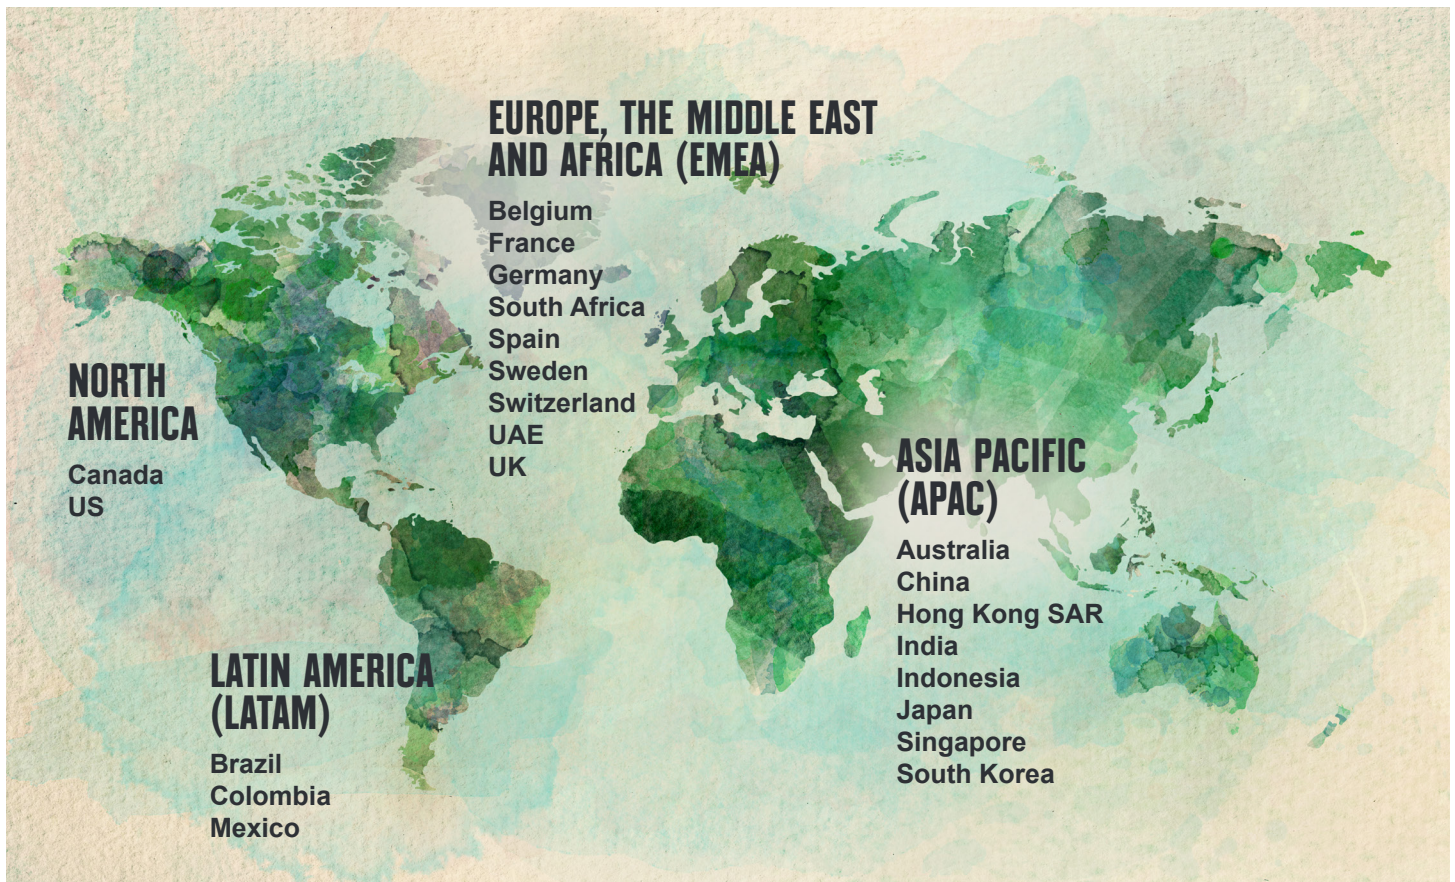 EUROPE, THE MIDDLE EAST
AND AFRICA (EMEA)
Belgium
France
Germany
South Africa
Spain
Sweden
Switzerland
UAE
UK
NORTH
AMERICA
Canada
US
ASIA PACIFIC
(APAC)
Australia
China
Hong Kong SAR
India
Indonesia
Japan
Singapore
South Korea
LATIN AMERICA
(LATAM)
Brazil
Colombia
Mexico